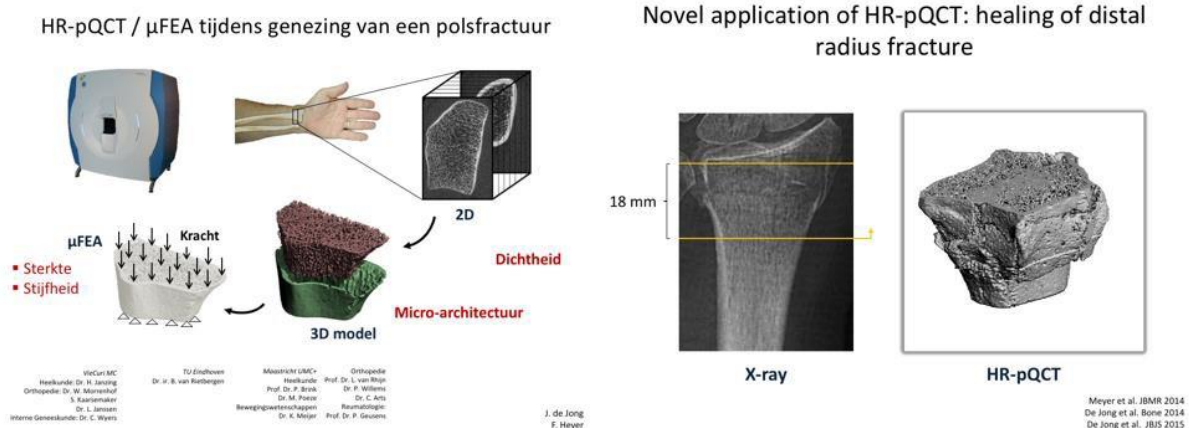 HR-pQCT / µFEA tijdens genezing van een polsfractuur
2D
µFEA
Kracht
Sterkte
Stijfheid
Dichtheid
Micro-architectuur
3D model
VieCuri MC
Heelkunde: Dr. H. Janzing
Orthopedie: Dr. W. Morrenhof
S. Kaarsemaker
Dr. L. Janssen
Interne Geneeskunde: Dr. C. Wyers
TU Eindhoven
Dr. ir. B. van Rietbergen
Maastricht UMC+
Heelkunde
Prof. Dr. P. Brink
Dr. M. Poeze
Bewegingswetenschappen
Dr. K. Meijer
Orthopedie
Prof. Dr. L. van Rhijn
Dr. P. Willems
Dr. C. Arts
Reumatologie:
Prof. Dr. P. Geusens
J. de Jong
F. Heyer
Novel application of HR-pQCT: healing of distal
radius fracture
18 mm
X-ray
HR-pQCT
Meyer et al. JBMR 2014
De Jong et al. Bone 2014
De Jong et al. JBJS 2015